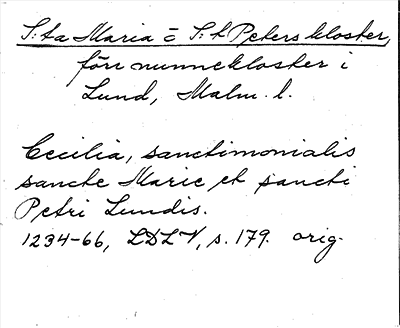 S:ta Maria o S:t Peters kloster,
förr nunnekloster i
Lund, Malm. l.
Cecilia, sanctimonialis
sancte Marie et sancti
Petri Lundis.
1234-66, LDLV, s. 179. orig.